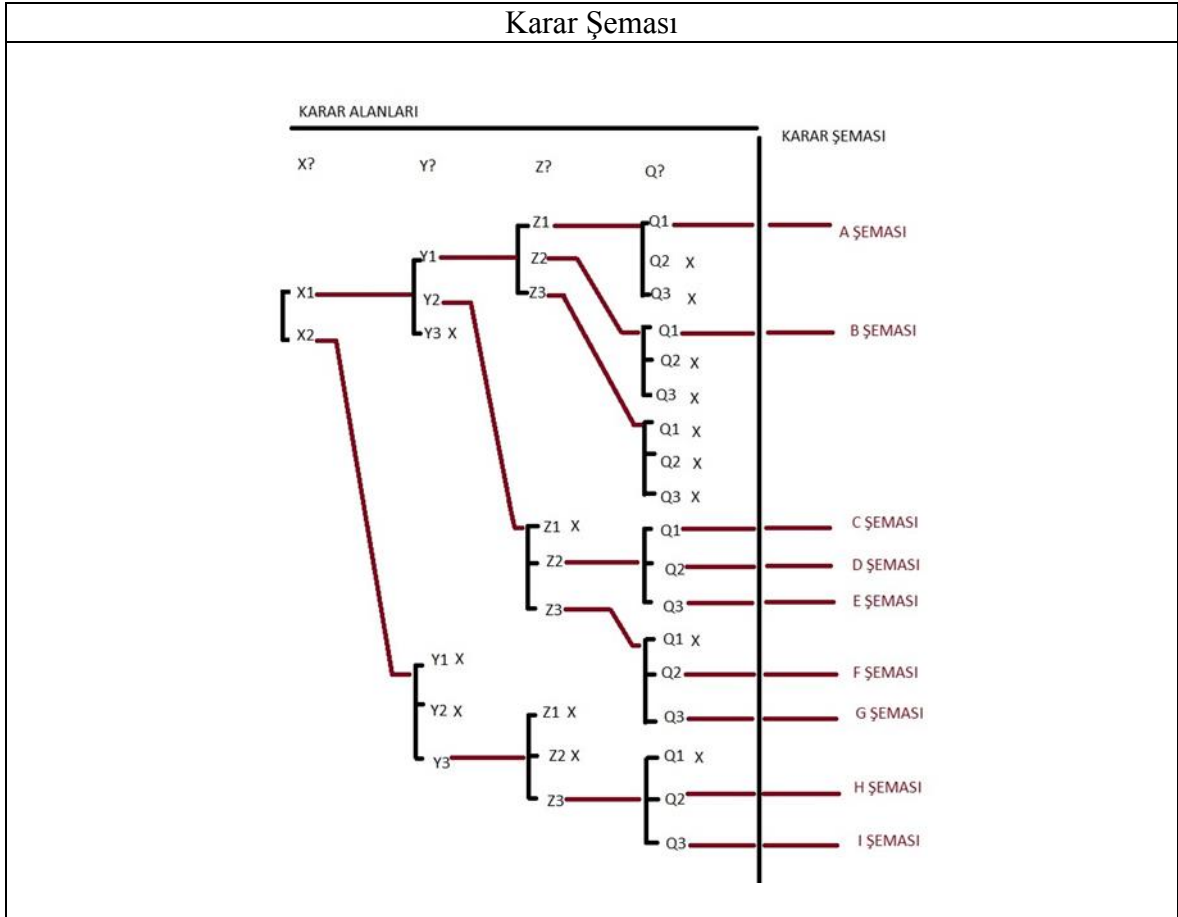 Karar Şeması
KARAR ALANLARI
KARAR ŞEMASI
X? Y? Z? Q?
Z1 Q1 A ŞEMASI
Y1 Z2 Q2 X
X1 Y2 Z3 Q3 X
X2 Y3 X Q1 B ŞEMASI
Q2 X
Q3 X
Q1 X
Q2 X
Q3 X
Z1 X Q1 C ŞEMASI
Z2 Q2 D ŞEMASI
Z3 Q3 E ŞEMASI
Q1 X
Y1 X Q2 F ŞEMASI
Y2 X Z1 X Q3 G ŞEMASI
Y3 Z2 X Q1 X
Z3 Q2 H ŞEMASI
Q3 I ŞEMASI